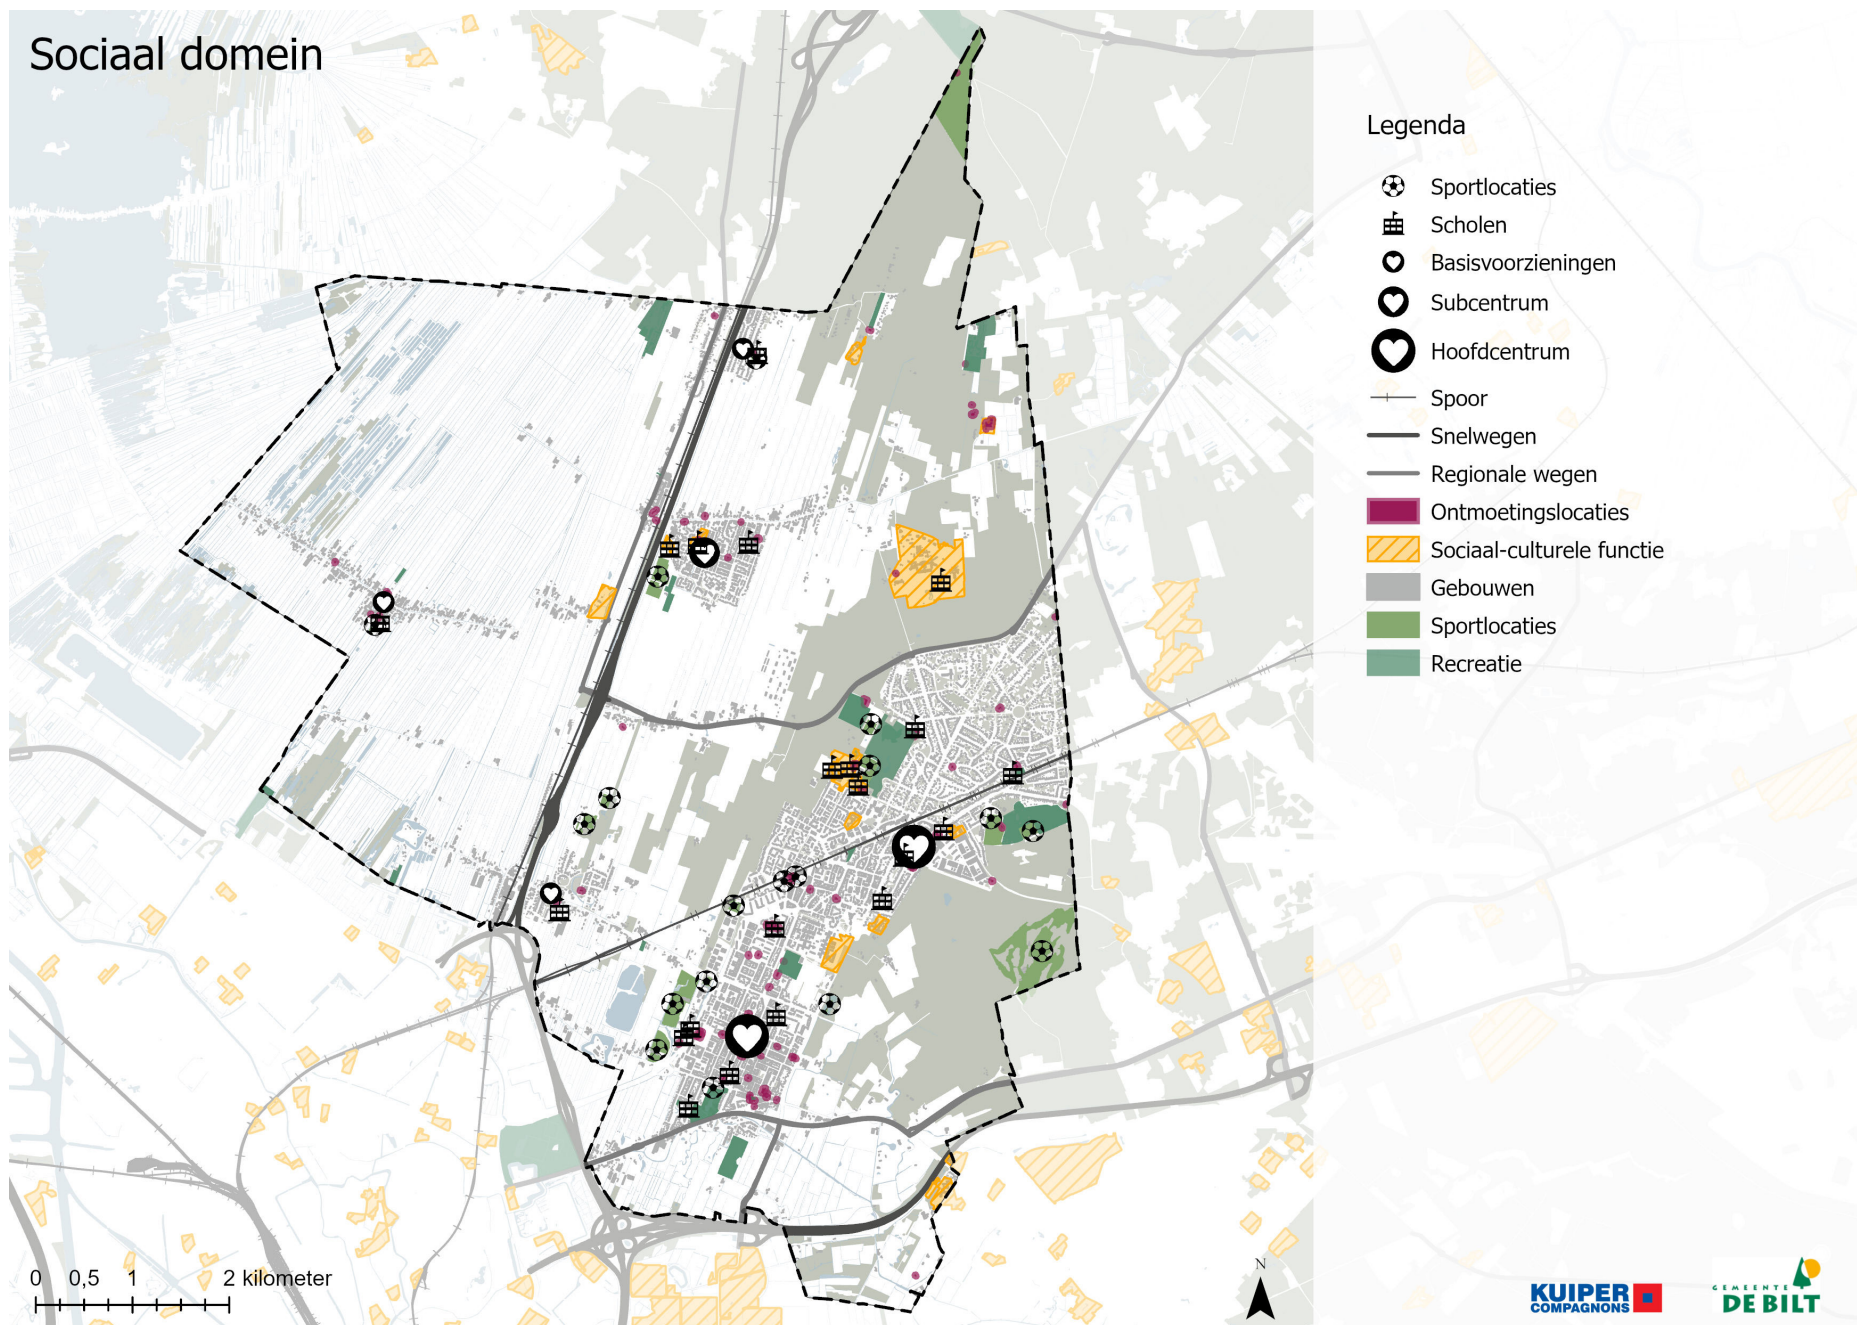 Sociaal domein
Legenda
Sportlocaties
Scholen
Basisvoorzieningen
Subcentrum
Hoofdcentrum
Spoor
Snelwegen
Regionale wegen
Ontmoetingslocaties
Sociaal-culturele functie
Gebouwen
Sportlocaties
Recreatie
0 0,5 1 2 kilometer
N
KUIPER
COMPAGNONS
GEMEENTE
DE BILT